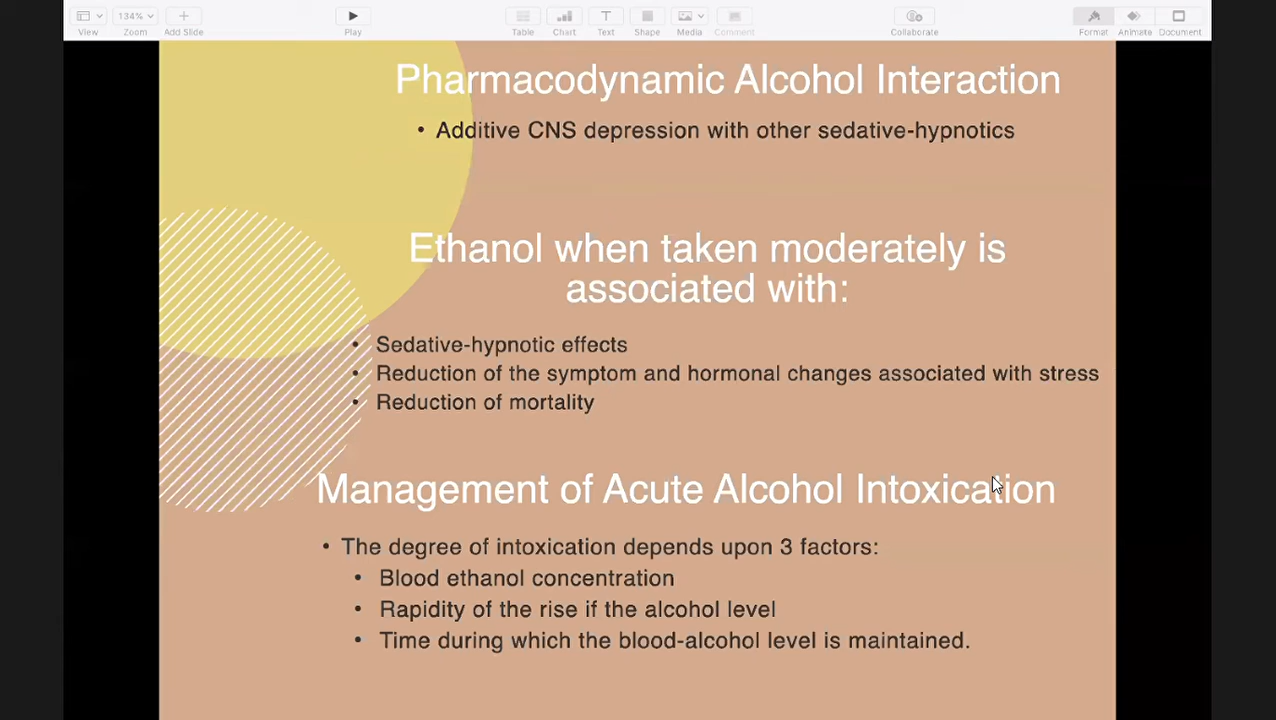 View
134%
Zoom
Add Slide
Play
Table
Chart
Text
Shape
Media
Comment
Collaborate
Format
Animate
Document
Pharmacodynamic Alcohol Interaction
• Additive CNS depression with other sedative-hypnotics
Ethanol when taken moderately is
associated with:
• Sedative-hypnotic effects
• Reduction of the symptom and hormonal changes associated with stress
• Reduction of mortality
Management of Acute Alcohol Intoxication
• The degree of intoxication depends upon 3 factors:
• Blood ethanol concentration
• Rapidity of the rise if the alcohol level
• Time during which the blood-alcohol level is maintained.